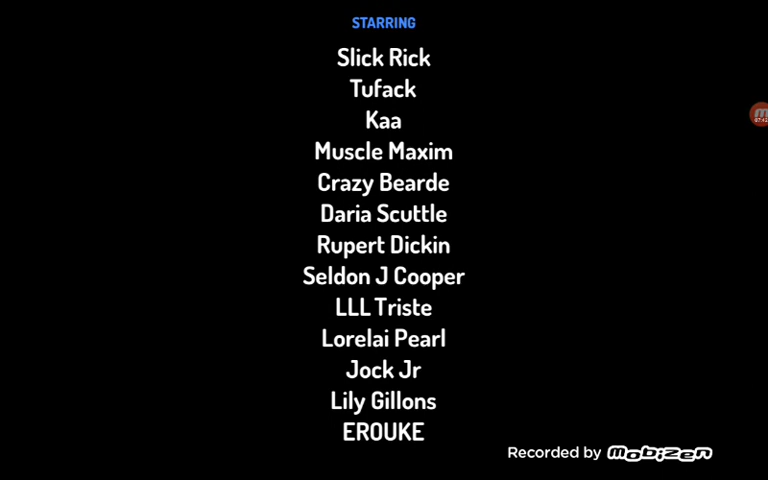 STARRING
Slick Rick
Tufack
Kaa
Muscle Maxim
Crazy Bearde
Daria Scuttle
Rupert Dickin
Seldon J Cooper
LLL Triste
Lorelai Pearl
Jock Jr
Lily Gillons
EROUKE
Recorded by mobizen